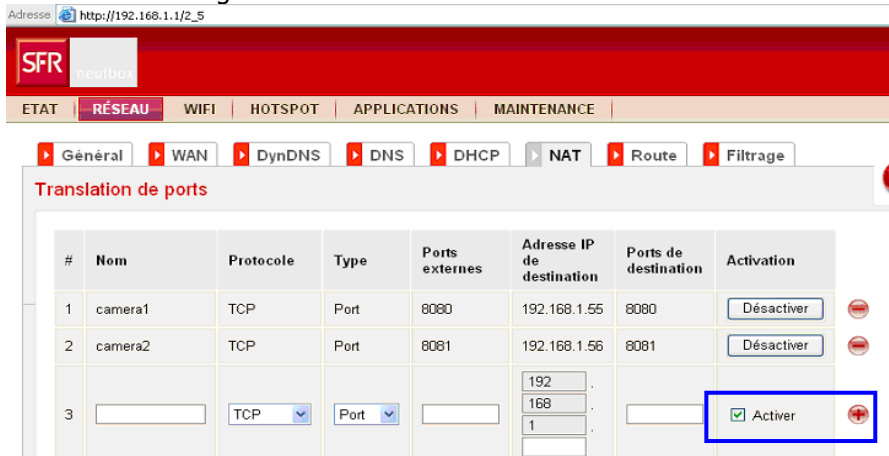 Adresse http://192.168.1.1/2_5
SFR neufbox
ETAT RÉSEAU WIFI HOTSPOT APPLICATIONS MAINTENANCE
Général WAN DynDNS DNS DHCP NAT Route Filtrage
Translation de ports
# Nom Protocole Type Ports externes Adresse IP de destination Ports de destination Activation
1 camera1 TCP Port 8080 192.168.1.55 8080 Désactiver
2 camera2 TCP Port 8081 192.168.1.56 8081 Désactiver
3 TCP Port 192 . 168 . 1 . Activer